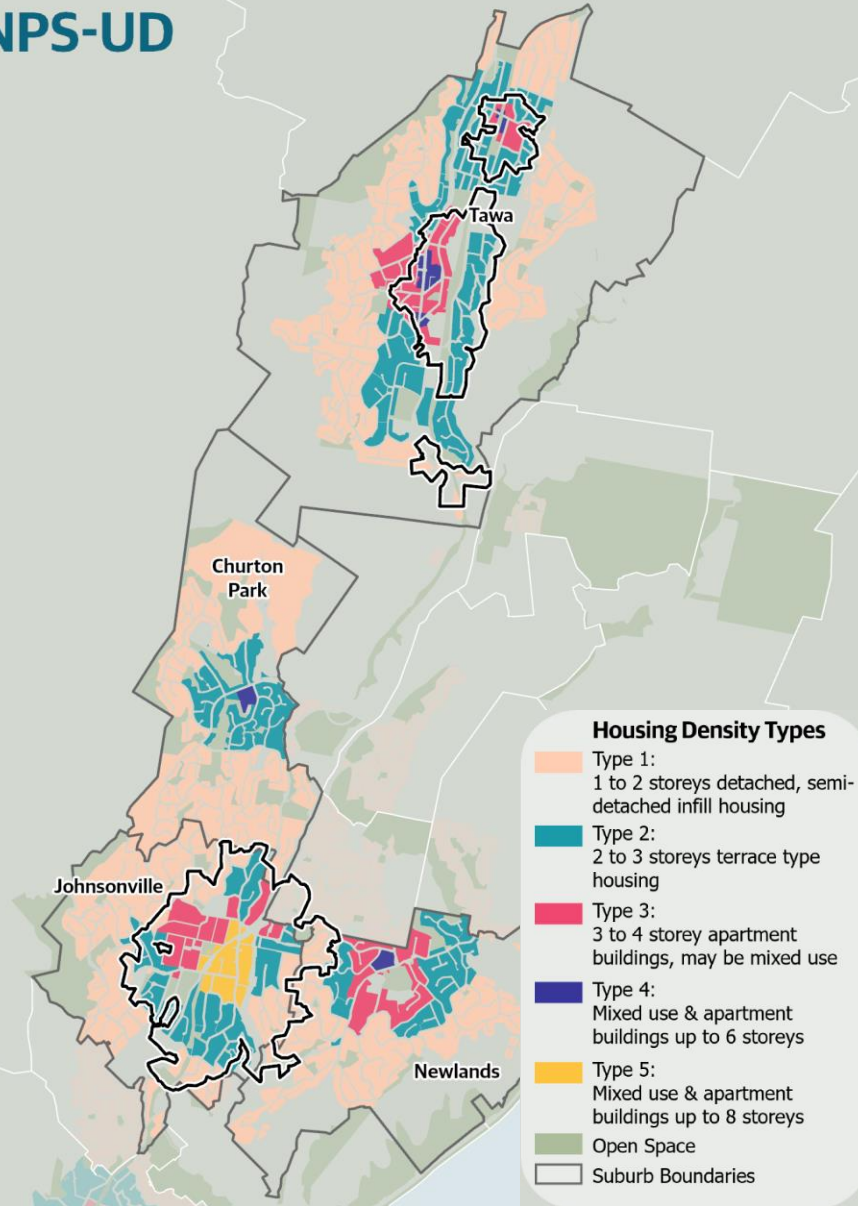 NPS-UD
Tawa
Churton
Park
Johnsonville
Newlands
Housing Density Types
Type 1:
1 to 2 storeys detached, semi-
detached infill housing
Type 2:
2 to 3 storeys terrace type
housing
Type 3:
3 to 4 storey apartment
buildings, may be mixed use
Type 4:
Mixed use & apartment
buildings up to 6 storeys
Type 5:
Mixed use & apartment
buildings up to 8 storeys
Open Space
Suburb Boundaries